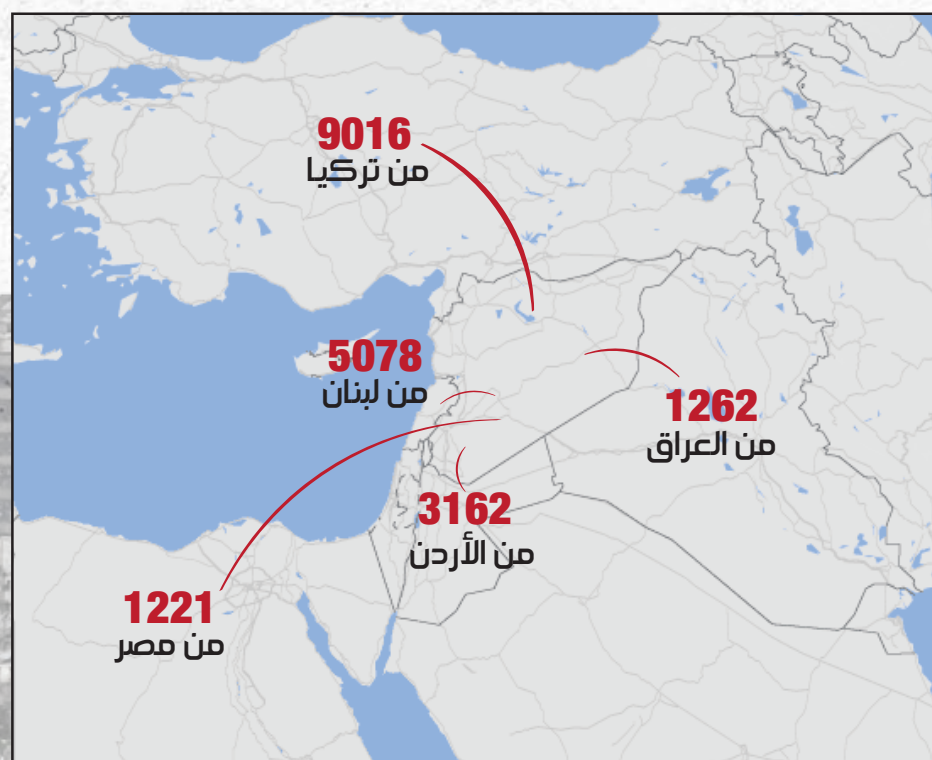 9016
من تركيا
5078
من لبنان
1262
من العراق
3162
من الأردن
1221
من مصر